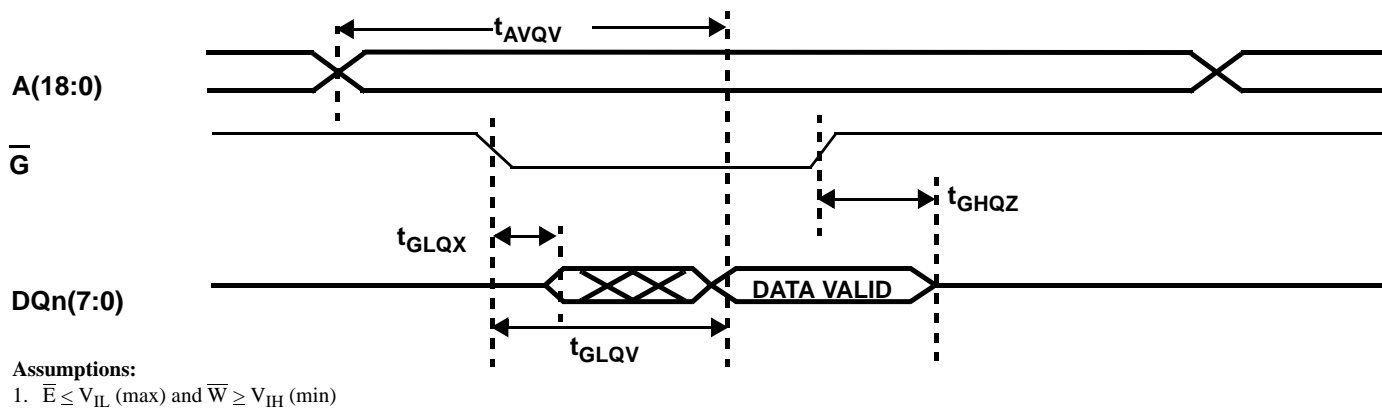 tAVQV
A(18:0)
G̅
tGHQZ
tGLQX
DQn(7:0)
DATA VALID
tGLQV
Assumptions:
1. E̅ ≤ VIL (max) and W̅ ≥ VIH (min)